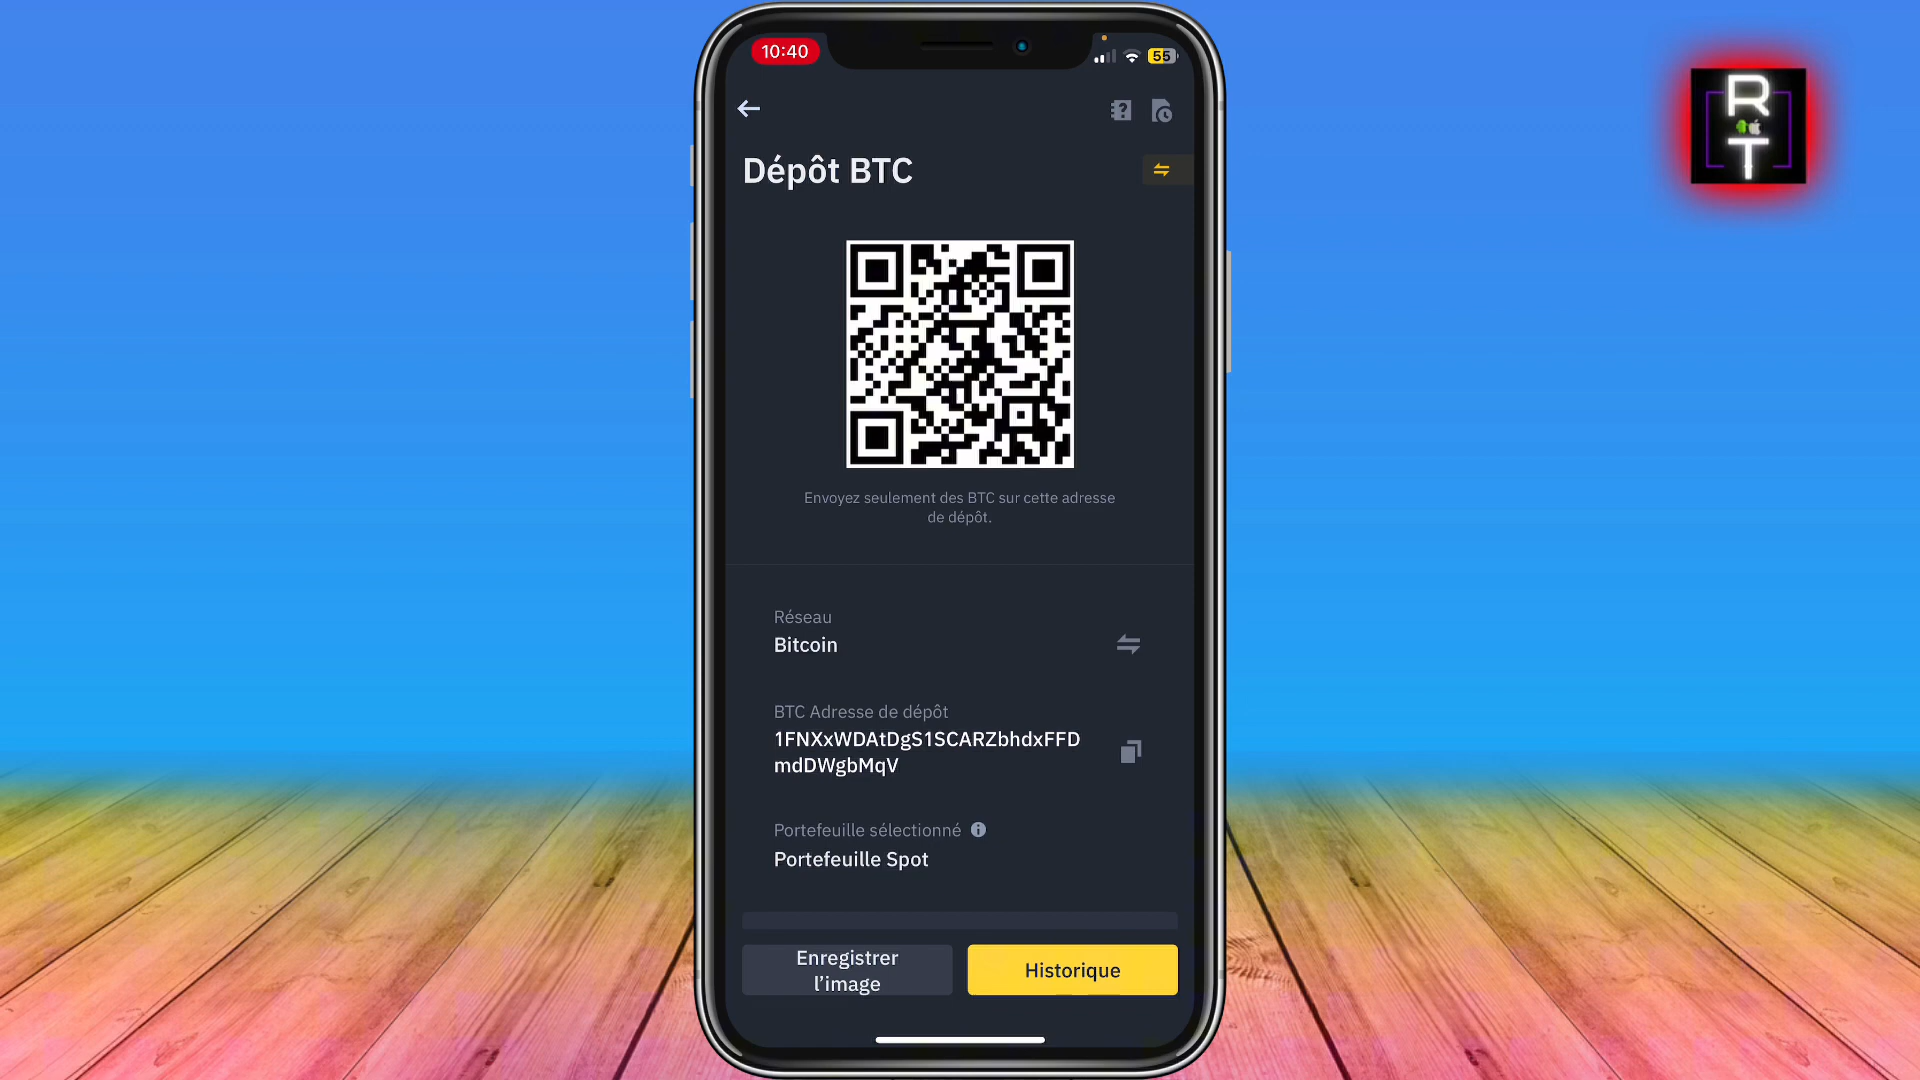 10:40
55
R
T
Dépôt BTC
Envoyez seulement des BTC sur cette adresse
de dépôt.
Réseau
Bitcoin
BTC Adresse de dépôt
1FNXxWDAtDgS1SCARZbhdxFFD
mdDWgbMqV
Portefeuille sélectionné
Portefeuille Spot
Enregistrer
l’image
Historique